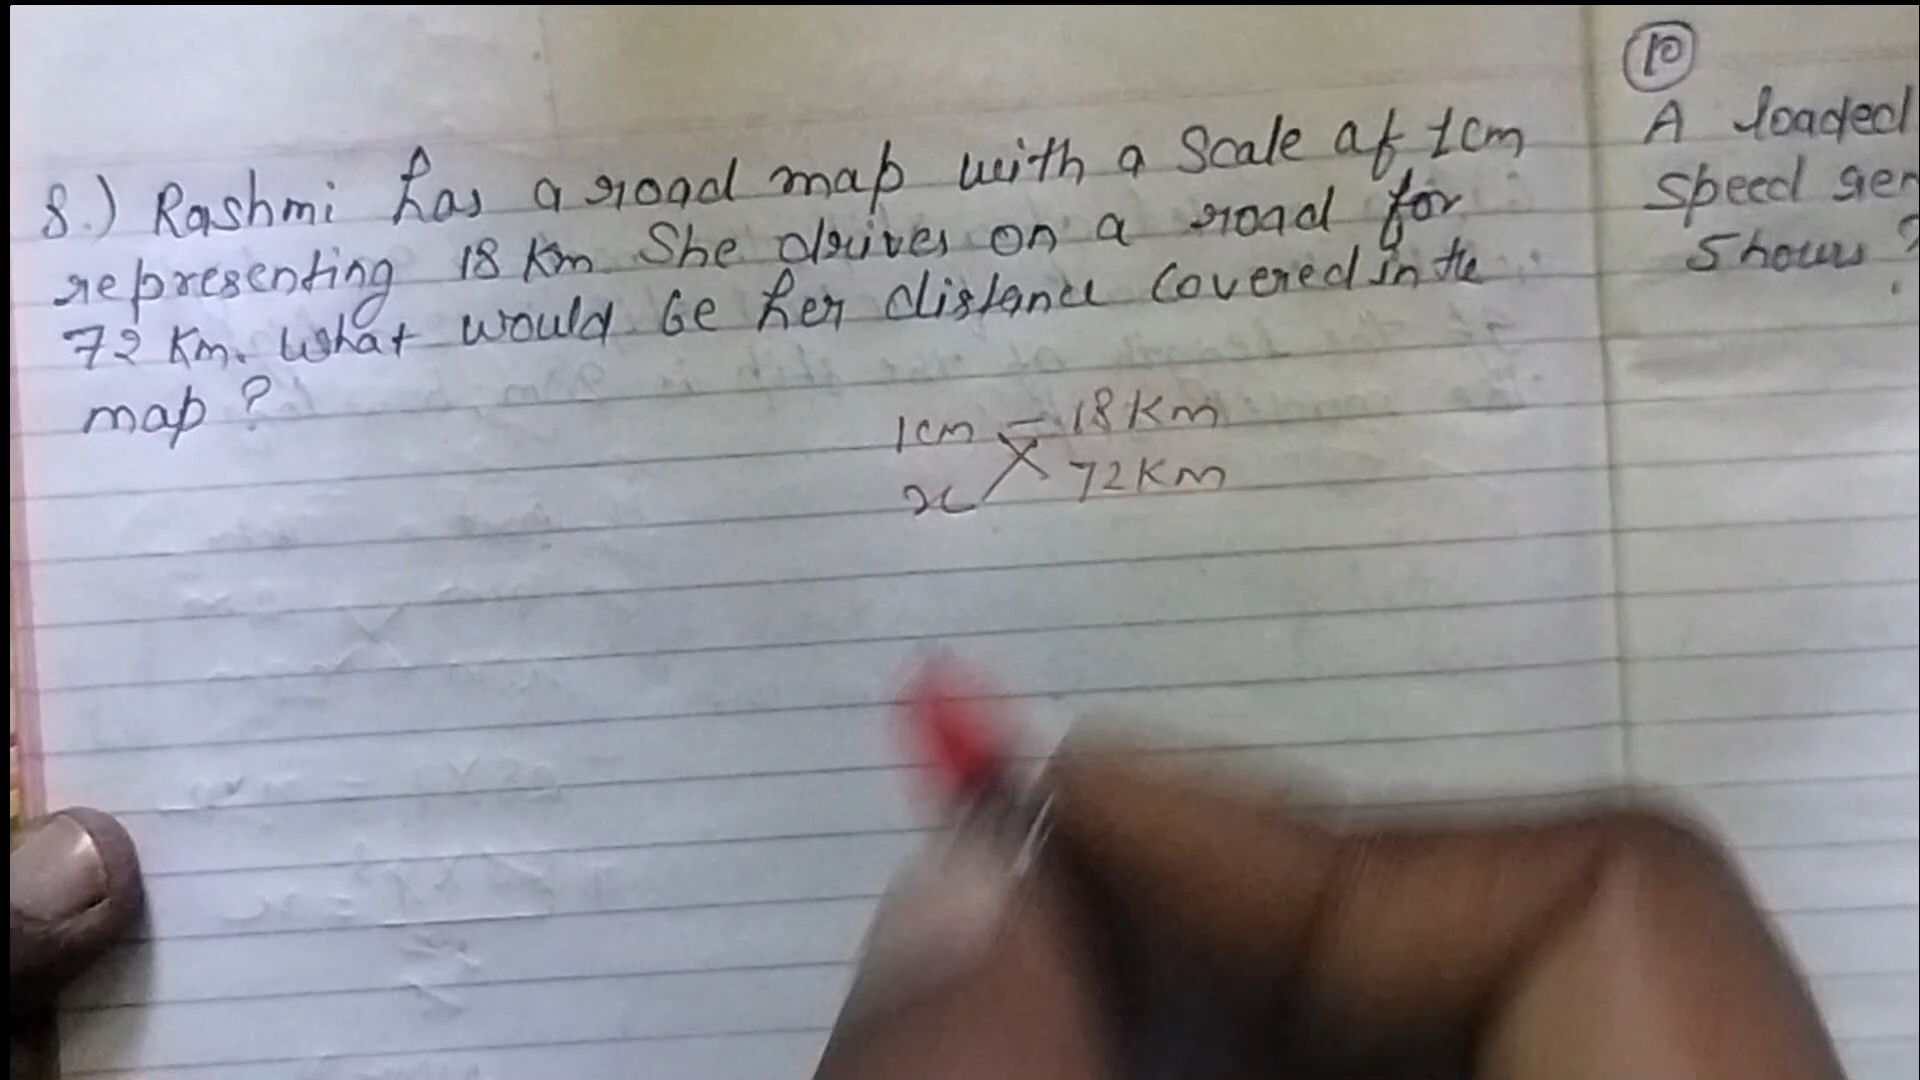 8.) Rashmi has a road map with a Scale of 1cm
representing 18 Km She drives on a road for
72 Km. What would be her distance covered in the
map ?
1cm – 18 Km
x 72 Km
10
A loaded
speed
5 hours ?